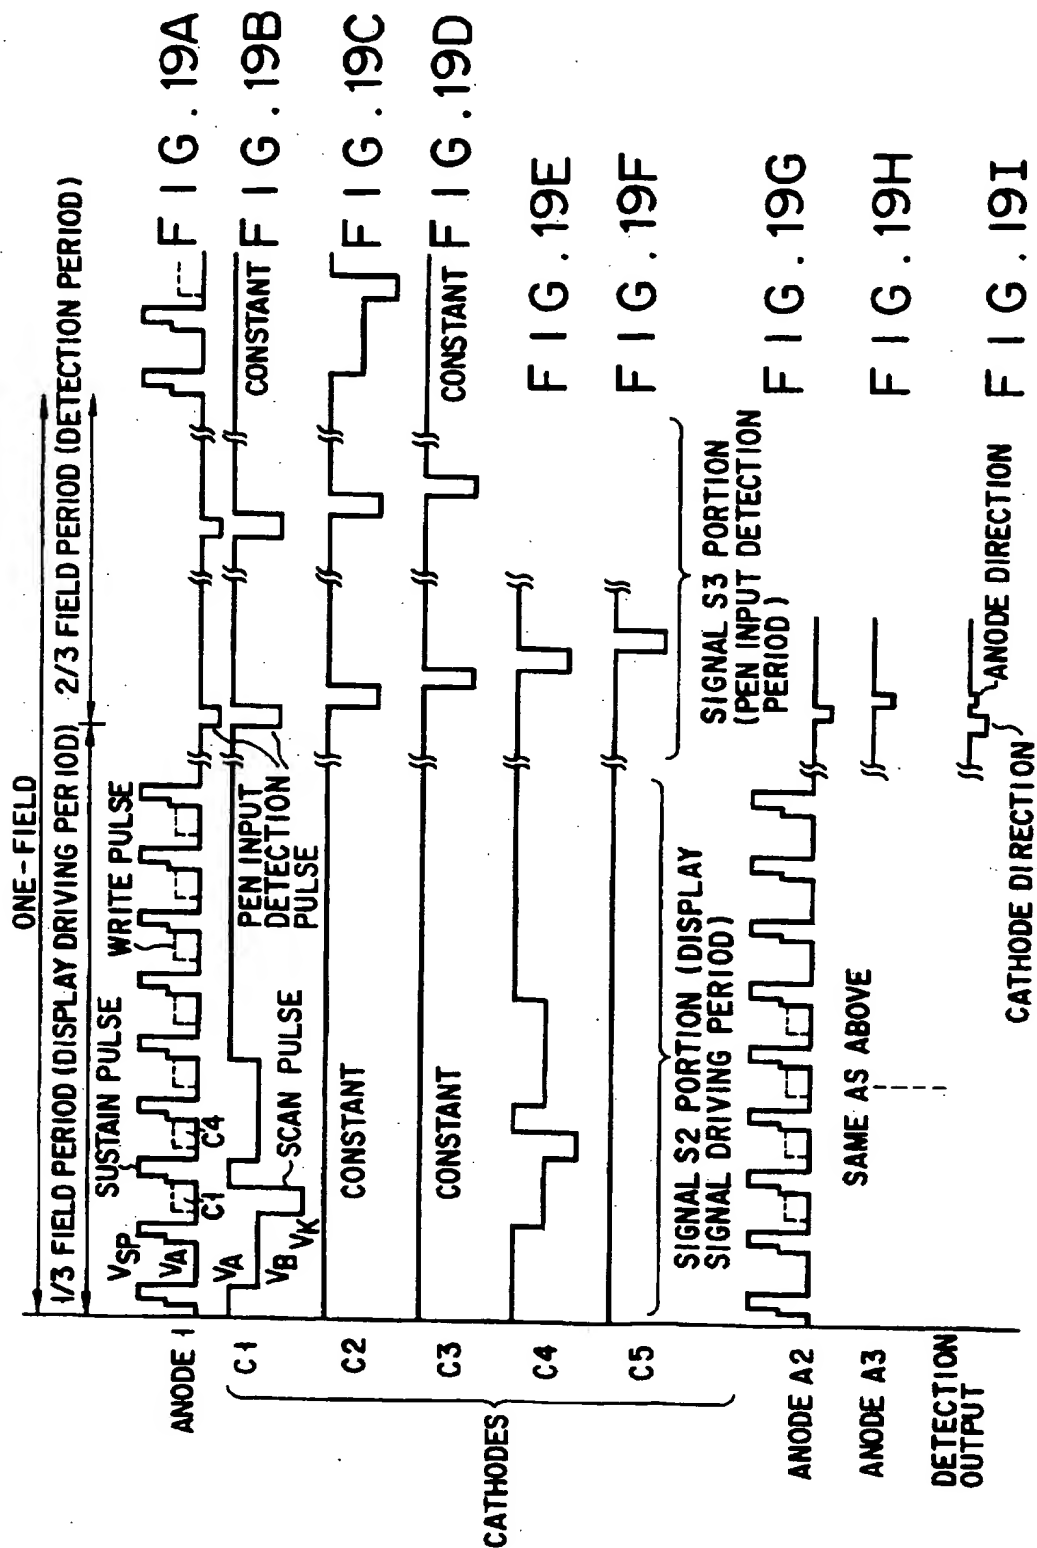 ONE-FIELD
1/3 FIELD PERIOD (DISPLAY DRIVING PERIOD)
2/3 FIELD PERIOD (DETECTION PERIOD)
SUSTAIN PULSE
WRITE PULSE
VSP
VA
C1
C4
ANODE 1
FIG. 19A
VA
VB
VK
SCAN PULSE
PEN INPUT
DETECTION
PULSE
CONSTANT
C1
FIG. 19B
C2
CONSTANT
FIG. 19C
C3
CONSTANT
CONSTANT
FIG. 19D
C4
FIG. 19E
C5
FIG. 19F
CATHODES
SIGNAL S2 PORTION (DISPLAY
SIGNAL DRIVING PERIOD)
SIGNAL S3 PORTION
(PEN INPUT DETECTION
PERIOD)
ANODE A2
FIG. 19G
ANODE A3
SAME AS ABOVE
FIG. 19H
DETECTION
OUTPUT
CATHODE DIRECTION
ANODE DIRECTION
FIG. 19I